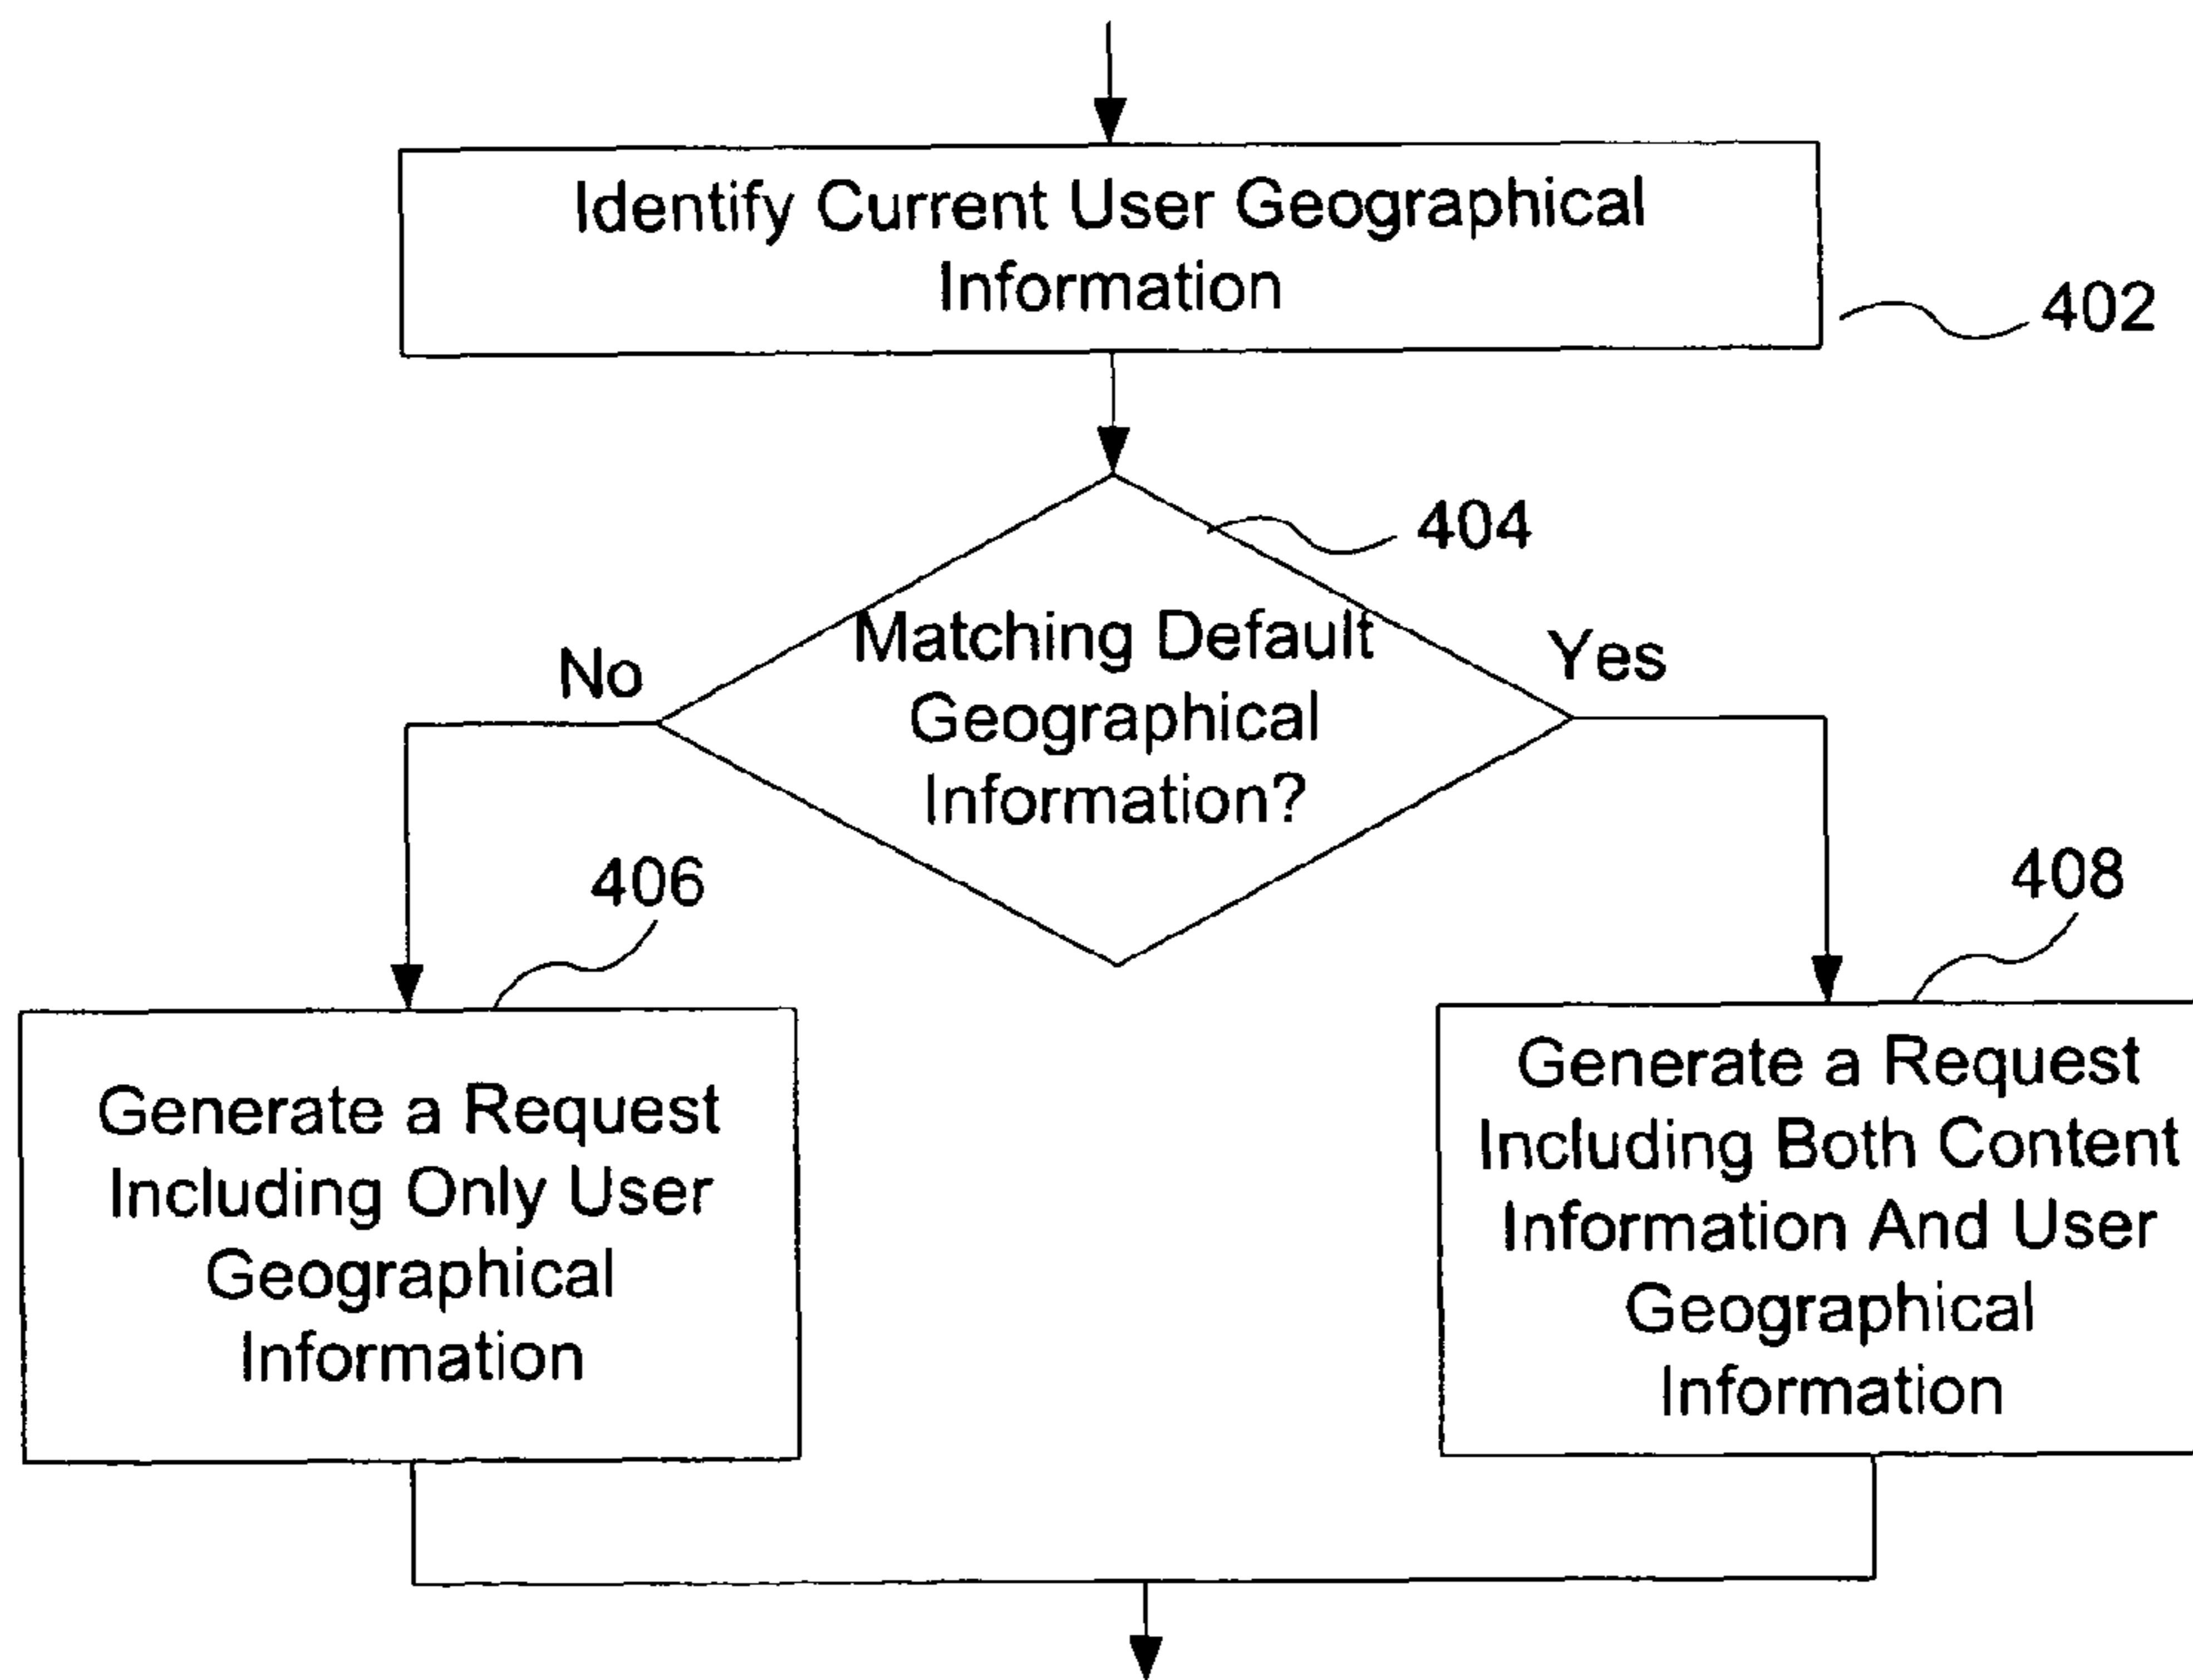 Identify Current User Geographical
Information
402
404
Matching Default
Geographical
Information?
No
Yes
406
408
Generate a Request
Including Only User
Geographical
Information
Generate a Request
Including Both Content
Information And User
Geographical
Information